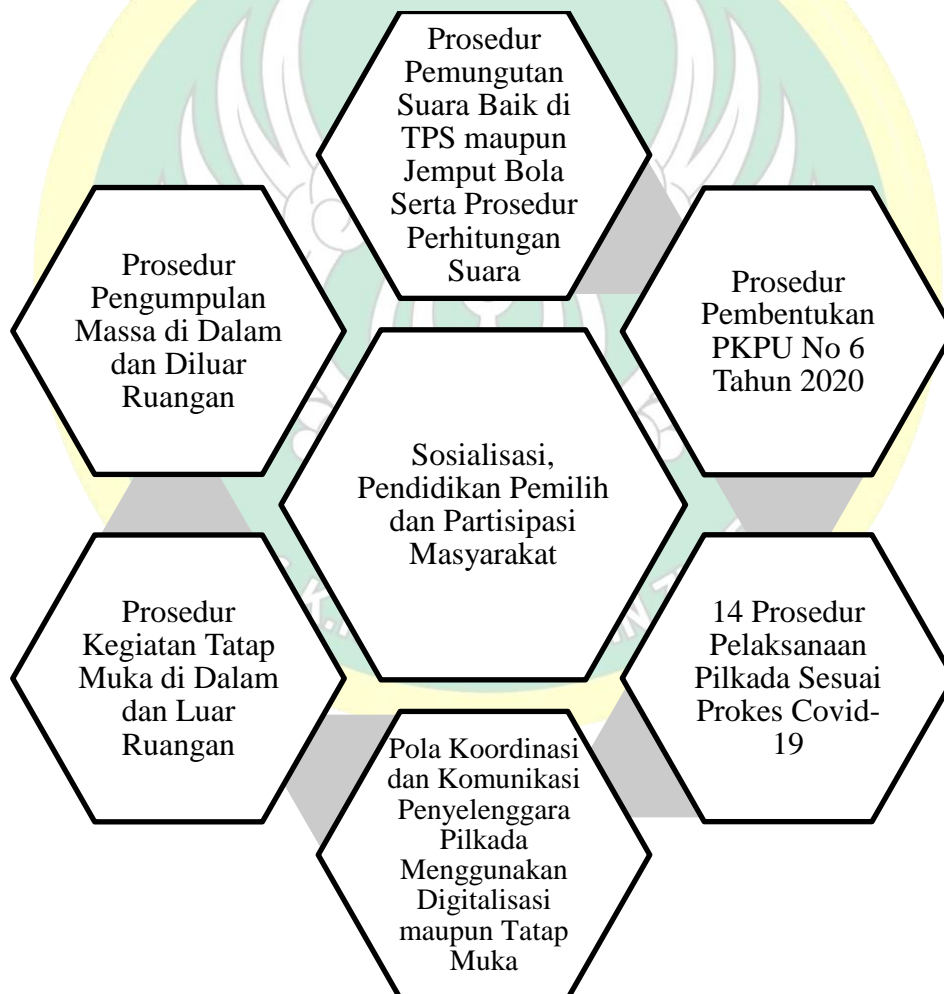 Prosedur
Pemungutan
Suara Baik di
TPS maupun
Jemput Bola
Serta Prosedur
Perhitungan
Suara
Prosedur
Pembentukan
PKPU No 6
Tahun 2020
14 Prosedur
Pelaksanaan
Pilkada Sesuai
Prokes Covid-
19
Pola Koordinasi
dan Komunikasi
Penyelenggara
Pilkada
Menggunakan
Digitalisasi
maupun Tatap
Muka
Prosedur
Kegiatan Tatap
Muka di Dalam
dan Luar
Ruangan
Prosedur
Pengumpulan
Massa di Dalam
dan Diluar
Ruangan
Sosialisasi,
Pendidikan Pemilih
dan Partisipasi
Masyarakat